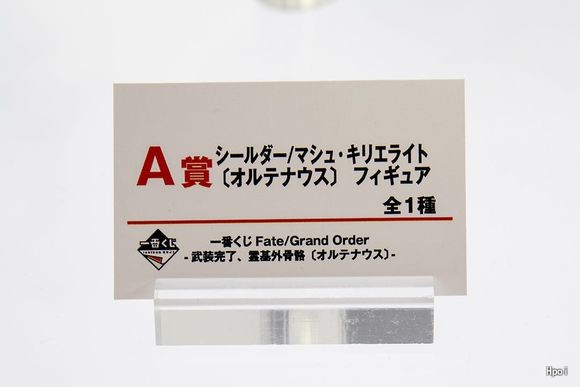 A賞 シールダー/マシュ・キリエライト
〔オルテナウス〕 フィギュア
全1種
一番くじ
一番くじ Fate/Grand Order
- 武装完了、霊基外骨骼〔オルテナウス〕-
Hpoi